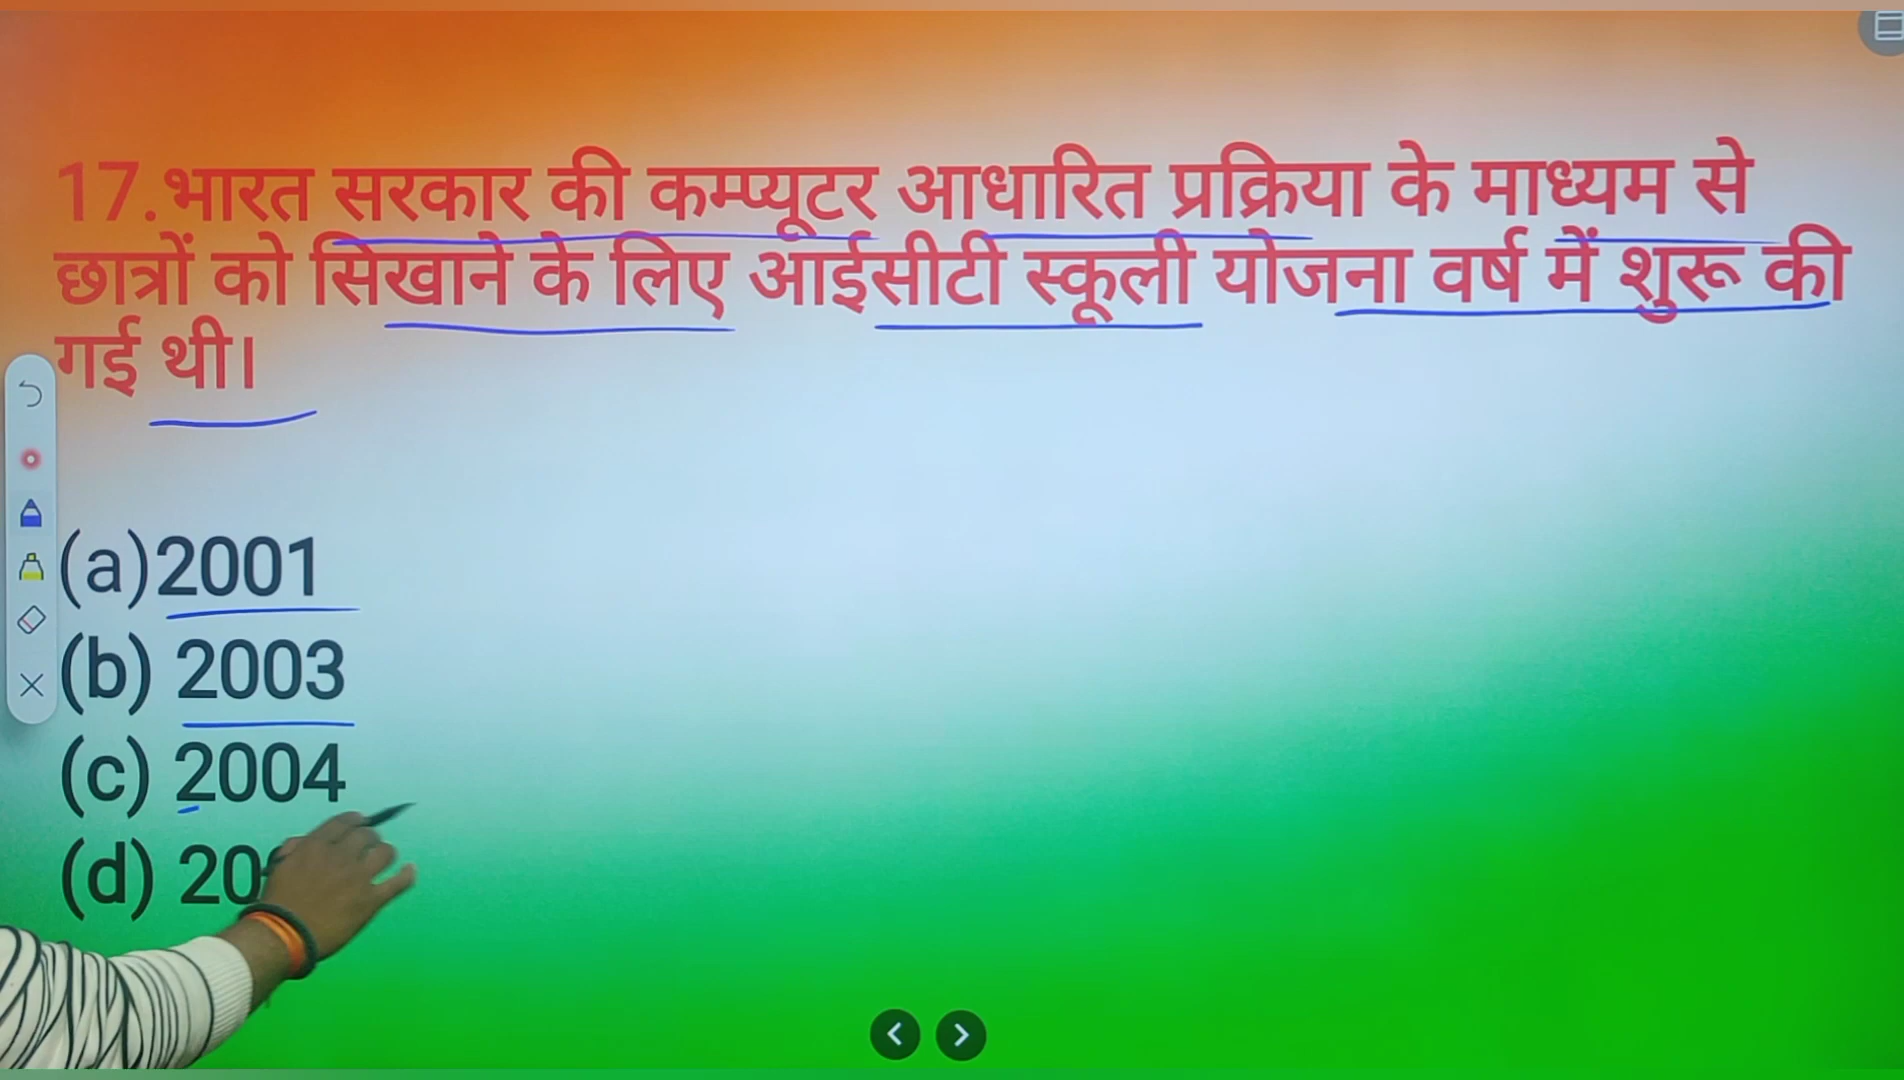 17.भारत सरकार की कम्प्यूटर आधारित प्रक्रिया के माध्यम से
छात्रों को सिखाने के लिए आईसीटी स्कूली योजना वर्ष में शुरू की
गई थी।
(a)2001
(b) 2003
(c) 2004
(d)